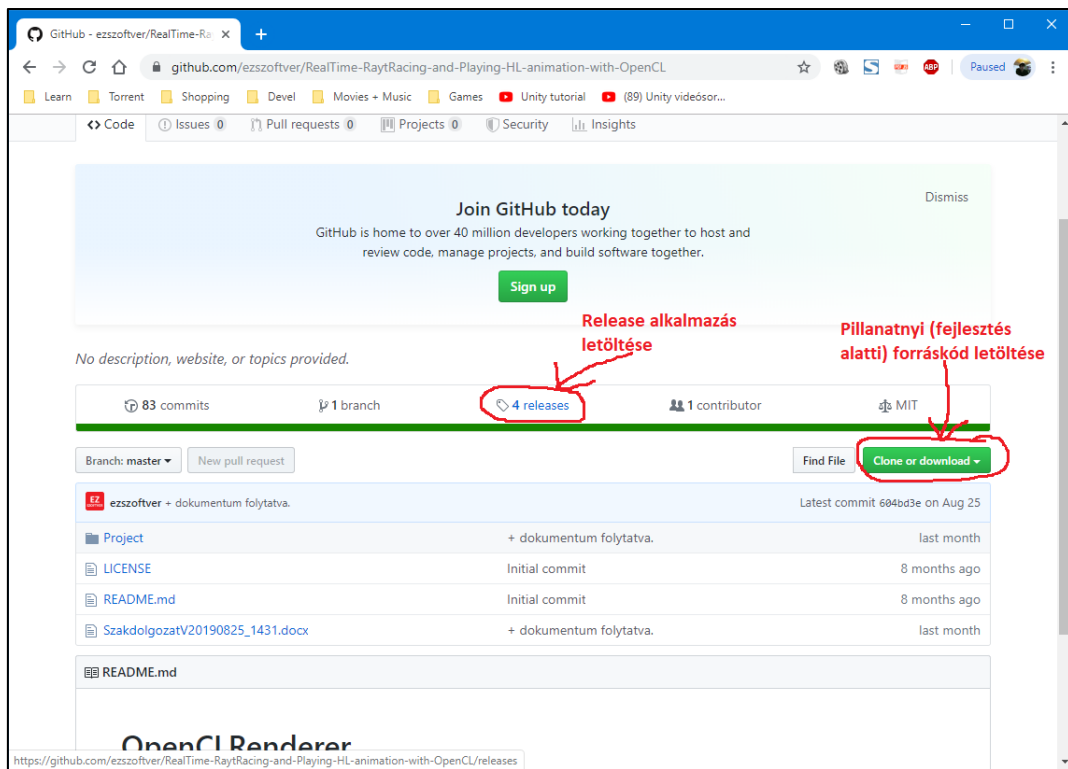 GitHub - ezszoftver/RealTime-Ra
github.com/ezszoftver/RealTime-RaytRacing-and-Playing-HL-animation-with-OpenCL
ABP
Paused
Learn Torrent Shopping Devel Movies + Music Games Unity tutorial (89) Unity videósor...
Code Issues 0 Pull requests 0 Projects 0 Security Insights
Dismiss
Join GitHub today
GitHub is home to over 40 million developers working together to host and
review code, manage projects, and build software together.
Sign up
Release alkalmazás
letöltése
Pillanatnyi (fejlesztés
alatti) forráskód letöltése
No description, website, or topics provided.
83 commits 1 branch 4 releases 1 contributor MIT
Branch: master New pull request Find File Clone or download
EZ ezszoftver + dokumentum folytatva. Latest commit 604bd3e on Aug 25
Project + dokumentum folytatva. last month
LICENSE Initial commit 8 months ago
README.md Initial commit 8 months ago
SzakdolgozatV20190825_1431.docx + dokumentum folytatva. last month
README.md
OpenCLRenderer
https://github.com/ezszoftver/RealTime-RaytRacing-and-Playing-HL-animation-with-OpenCL/releases